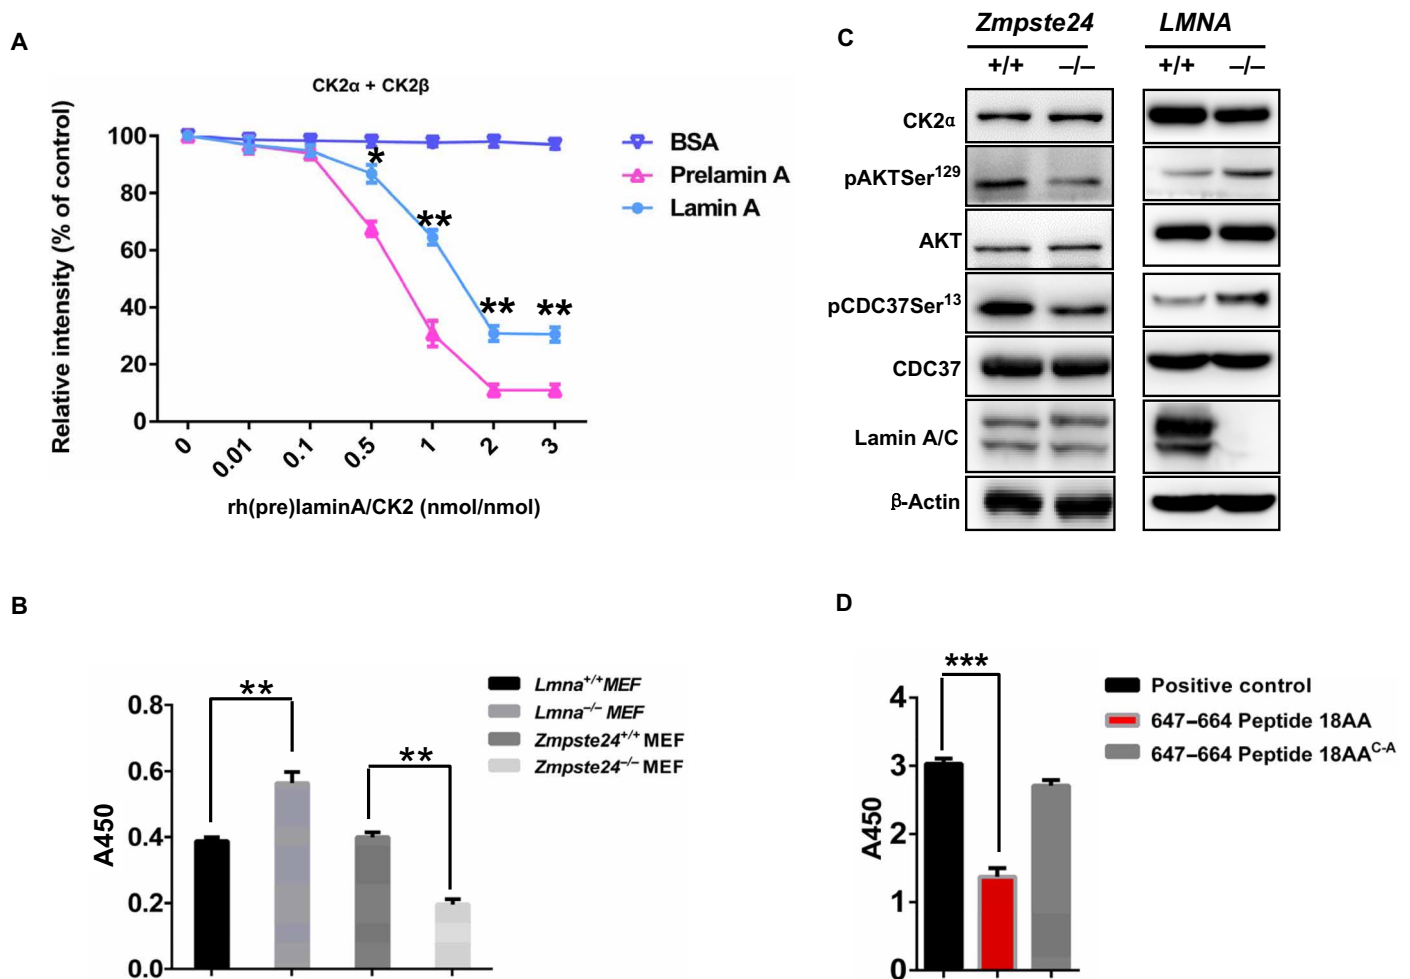 A
CK2α + CK2β
Relative intensity (% of control)
100
80
60
40
20
0
*
**
**
**
0
0.01
0.1
0.5
1
2
3
rh(pre)laminA/CK2 (nmol/nmol)
BSA
Prelamin A
Lamin A
C
Zmpste24 LMNA
+/+ –/– +/+ –/–
CK2α
pAKTSer129
AKT
pCDC37Ser13
CDC37
Lamin A/C
β-Actin
B
A450
0.8
0.6
0.4
0.2
0.0
**
**
Lmna+/+MEF
Lmna–/– MEF
Zmpste24+/+ MEF
Zmpste24–/– MEF
D
A450
4
3
2
1
0
***
Positive control
647–664 Peptide 18AA
647–664 Peptide 18AAC-A